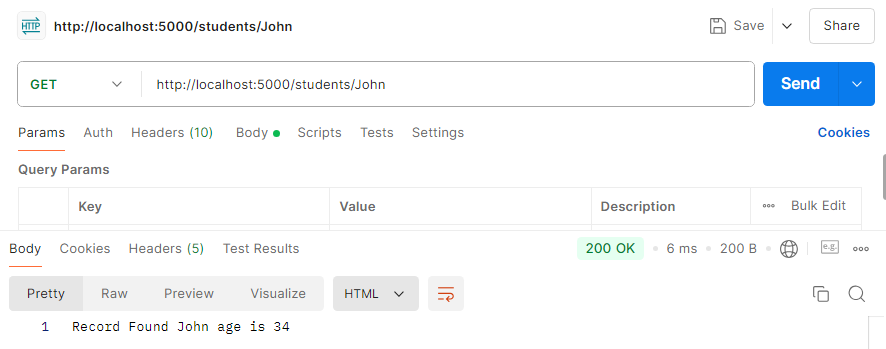 HTTP http://localhost:5000/students/John Save Share
GET http://localhost:5000/students/John Send
Params Auth Headers (10) Body Scripts Tests Settings Cookies
Query Params
Key Value Description Bulk Edit
Body Cookies Headers (5) Test Results 200 OK 6 ms 200 B e.g.
Pretty Raw Preview Visualize HTML
1 Record Found John age is 34